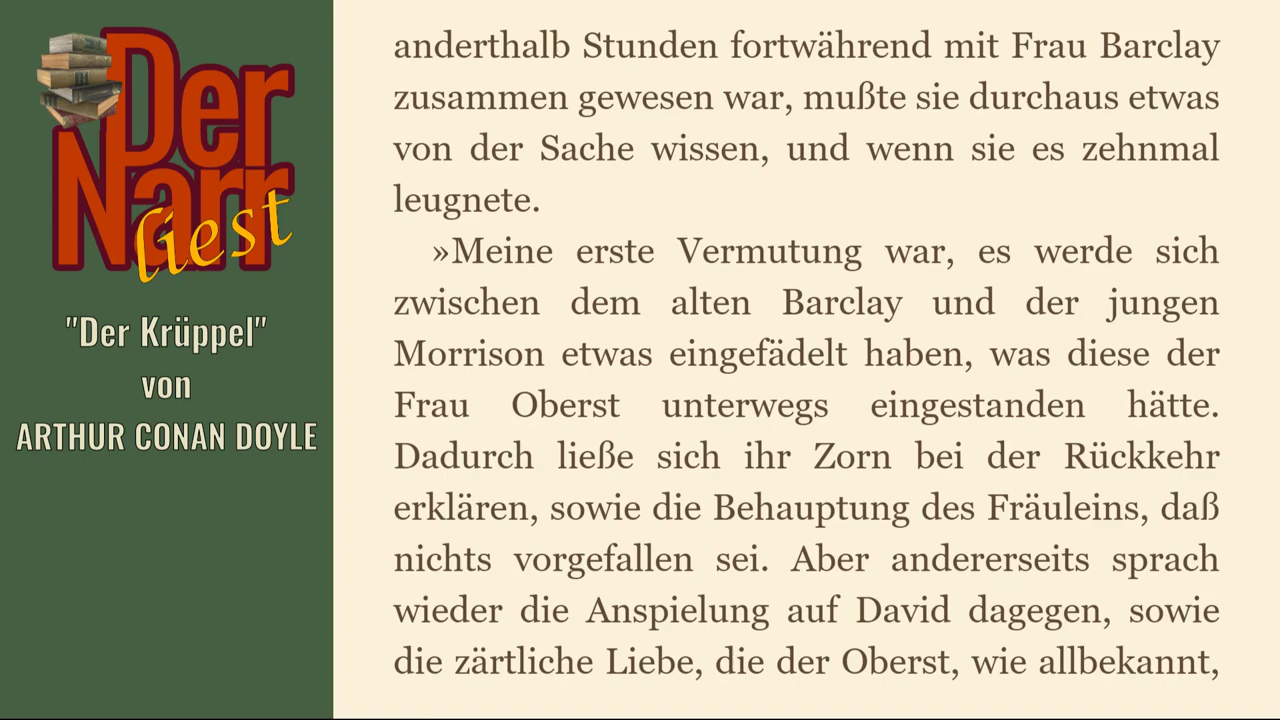 Der
Narr
liest
"Der Krüppel"
von
ARTHUR CONAN DOYLE
anderthalb Stunden fortwährend mit Frau Barclay
zusammen gewesen war, mußte sie durchaus etwas
von der Sache wissen, und wenn sie es zehnmal
leugnete.
»Meine erste Vermutung war, es werde sich
zwischen dem alten Barclay und der jungen
Morrison etwas eingefädelt haben, was diese der
Frau Oberst unterwegs eingestanden hätte.
Dadurch ließe sich ihr Zorn bei der Rückkehr
erklären, sowie die Behauptung des Fräuleins, daß
nichts vorgefallen sei. Aber andererseits sprach
wieder die Anspielung auf David dagegen, sowie
die zärtliche Liebe, die der Oberst, wie allbekannt,